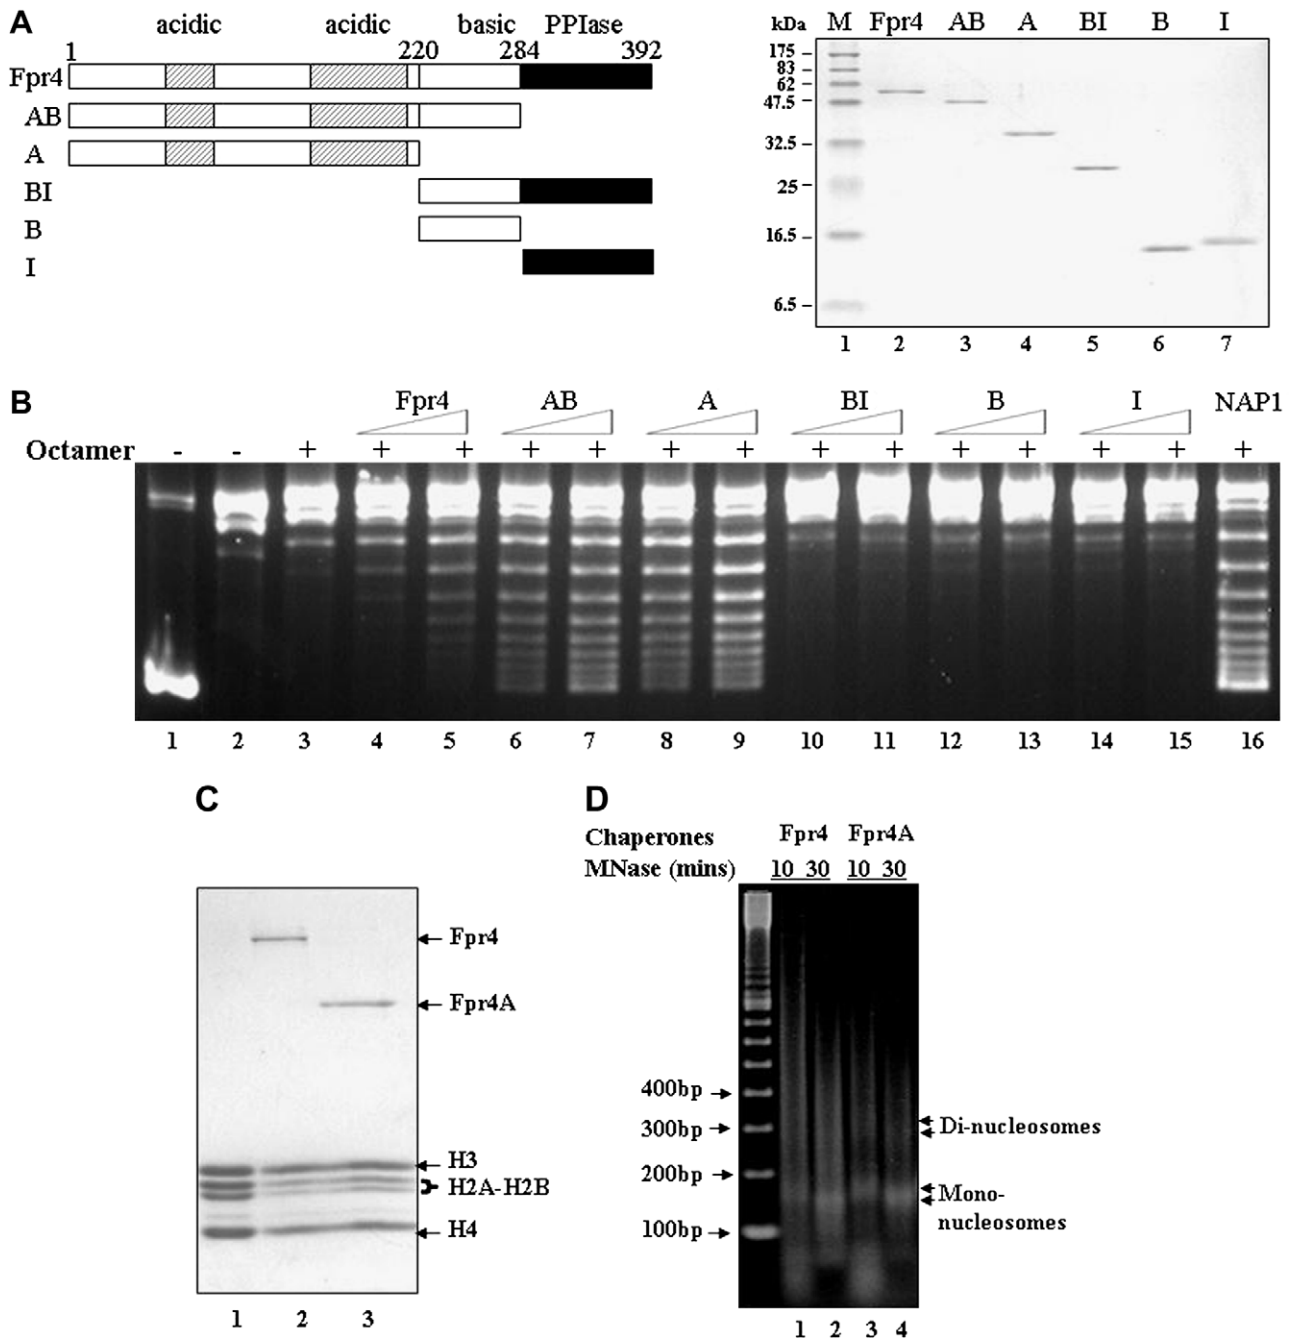 A
acidic acidic basic PPIase
1 220 284 392
Fpr4
AB
A
BI
B
I
kDa M Fpr4 AB A BI B I
175
83
62
47.5
32.5
25
16.5
6.5
1 2 3 4 5 6 7
B
Fpr4 AB A BI B I NAP1
Octamer - - + + + + + + + + + + + + + +
1 2 3 4 5 6 7 8 9 10 11 12 13 14 15 16
C
Fpr4
Fpr4A
H3
H2A-H2B
H4
1 2 3
D
Chaperones Fpr4 Fpr4A
MNase (mins) 10 30 10 30
400bp
300bp
200bp
100bp
Di-nucleosomes
Mono-
nucleosomes
1 2 3 4